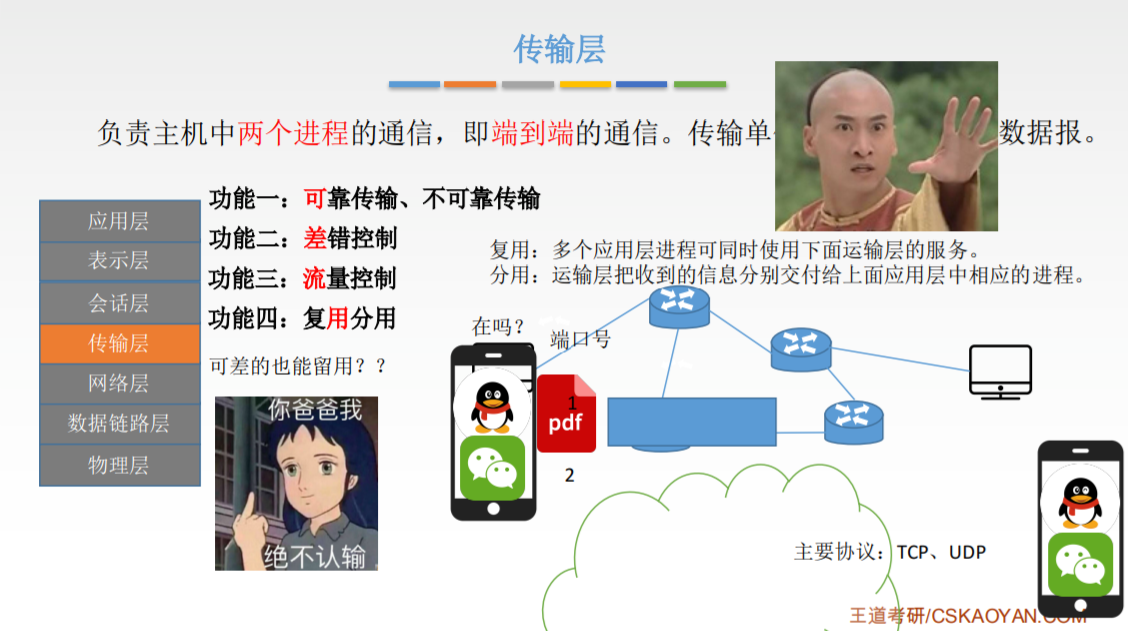 传输层
负责主机中两个进程的通信，即端到端的通信。传输单
数据报。
应用层
表示层
会话层
传输层
网络层
数据链路层
物理层
功能一：可靠传输、不可靠传输
功能二：差错控制
功能三：流量控制
功能四：复用分用
可差的也能留用？？
你爸爸我
绝不认输
复用：多个应用层进程可同时使用下面运输层的服务。
分用：运输层把收到的信息分别交付给上面应用层中相应的进程。
在吗？
端口号
1
pdf
2
主要协议：TCP、UDP
王道考研/CSKAOYAN.COM